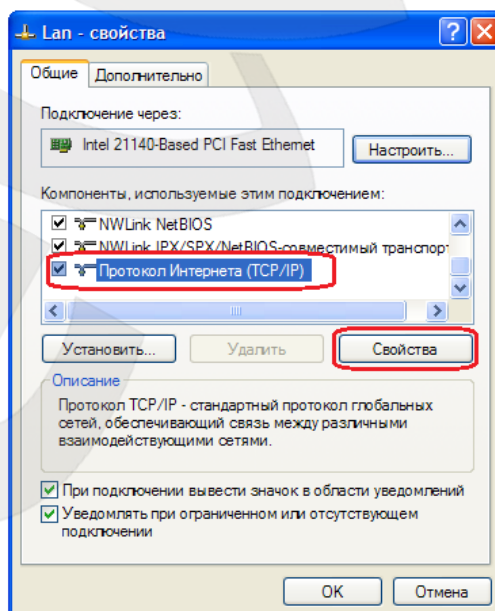 Lan - свойства
Общие
Дополнительно
Подключение через:
Intel 21140-Based PCI Fast Ethernet
Настроить...
Компоненты, используемые этим подключением:
NWLink NetBIOS
NWLink IPX/SPX/NetBIOS-совместимый транспорт
Протокол Интернета (TCP/IP)
Установить...
Удалить
Свойства
Описание
Протокол TCP/IP - стандартный протокол глобальных
сетей, обеспечивающий связь между различными
взаимодействующими сетями.
При подключении вывести значок в области уведомлений
Уведомлять при ограниченном или отсутствующем
подключении
OK
Отмена